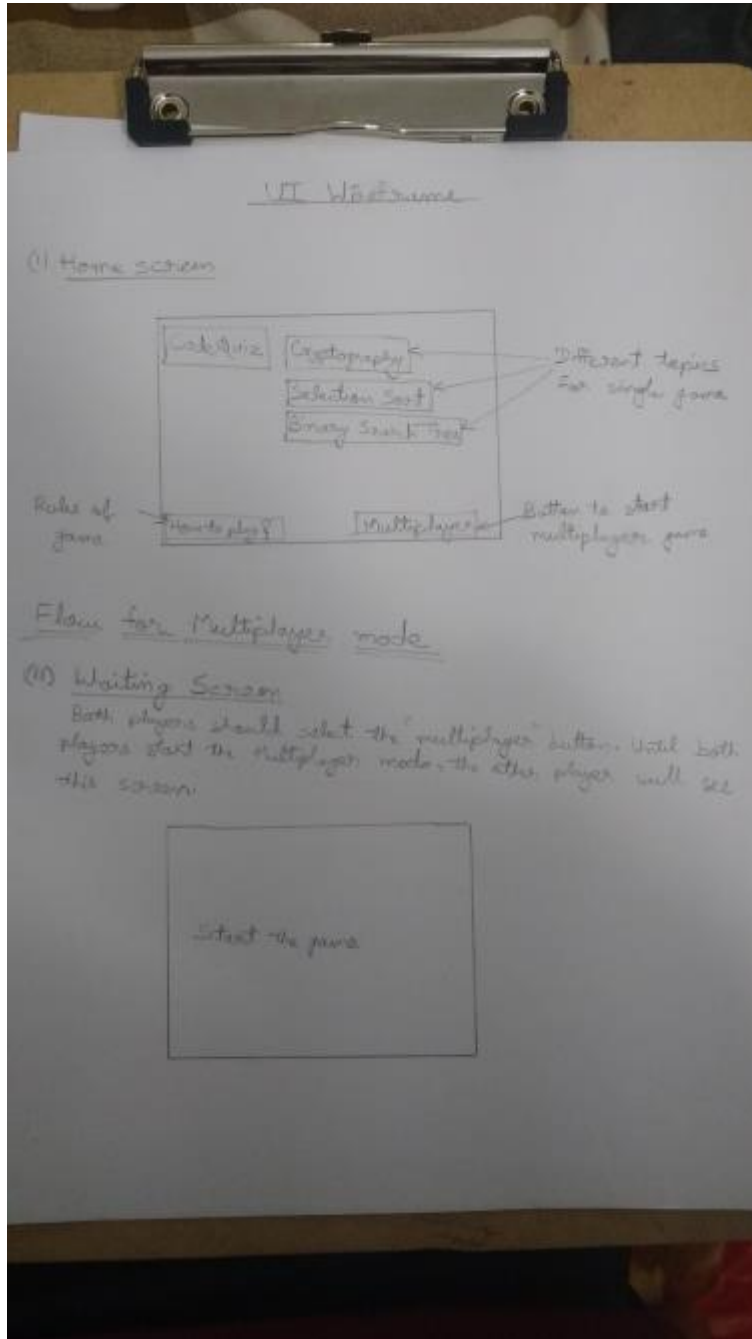 UI Wireframe
(i) Home screen
Code Quiz
Cryptography
Selection Sort
Binary Search Tree
Different topics
For single game
Rules of
game
How to play?
Multiplayer
Button to start
multiplayer game
Flow for Multiplayer mode
(ii) Waiting Screen
Both players should select the "multiplayer" button. Until both
players start the multiplayer mode, the other player will see
this screen.
Start the game